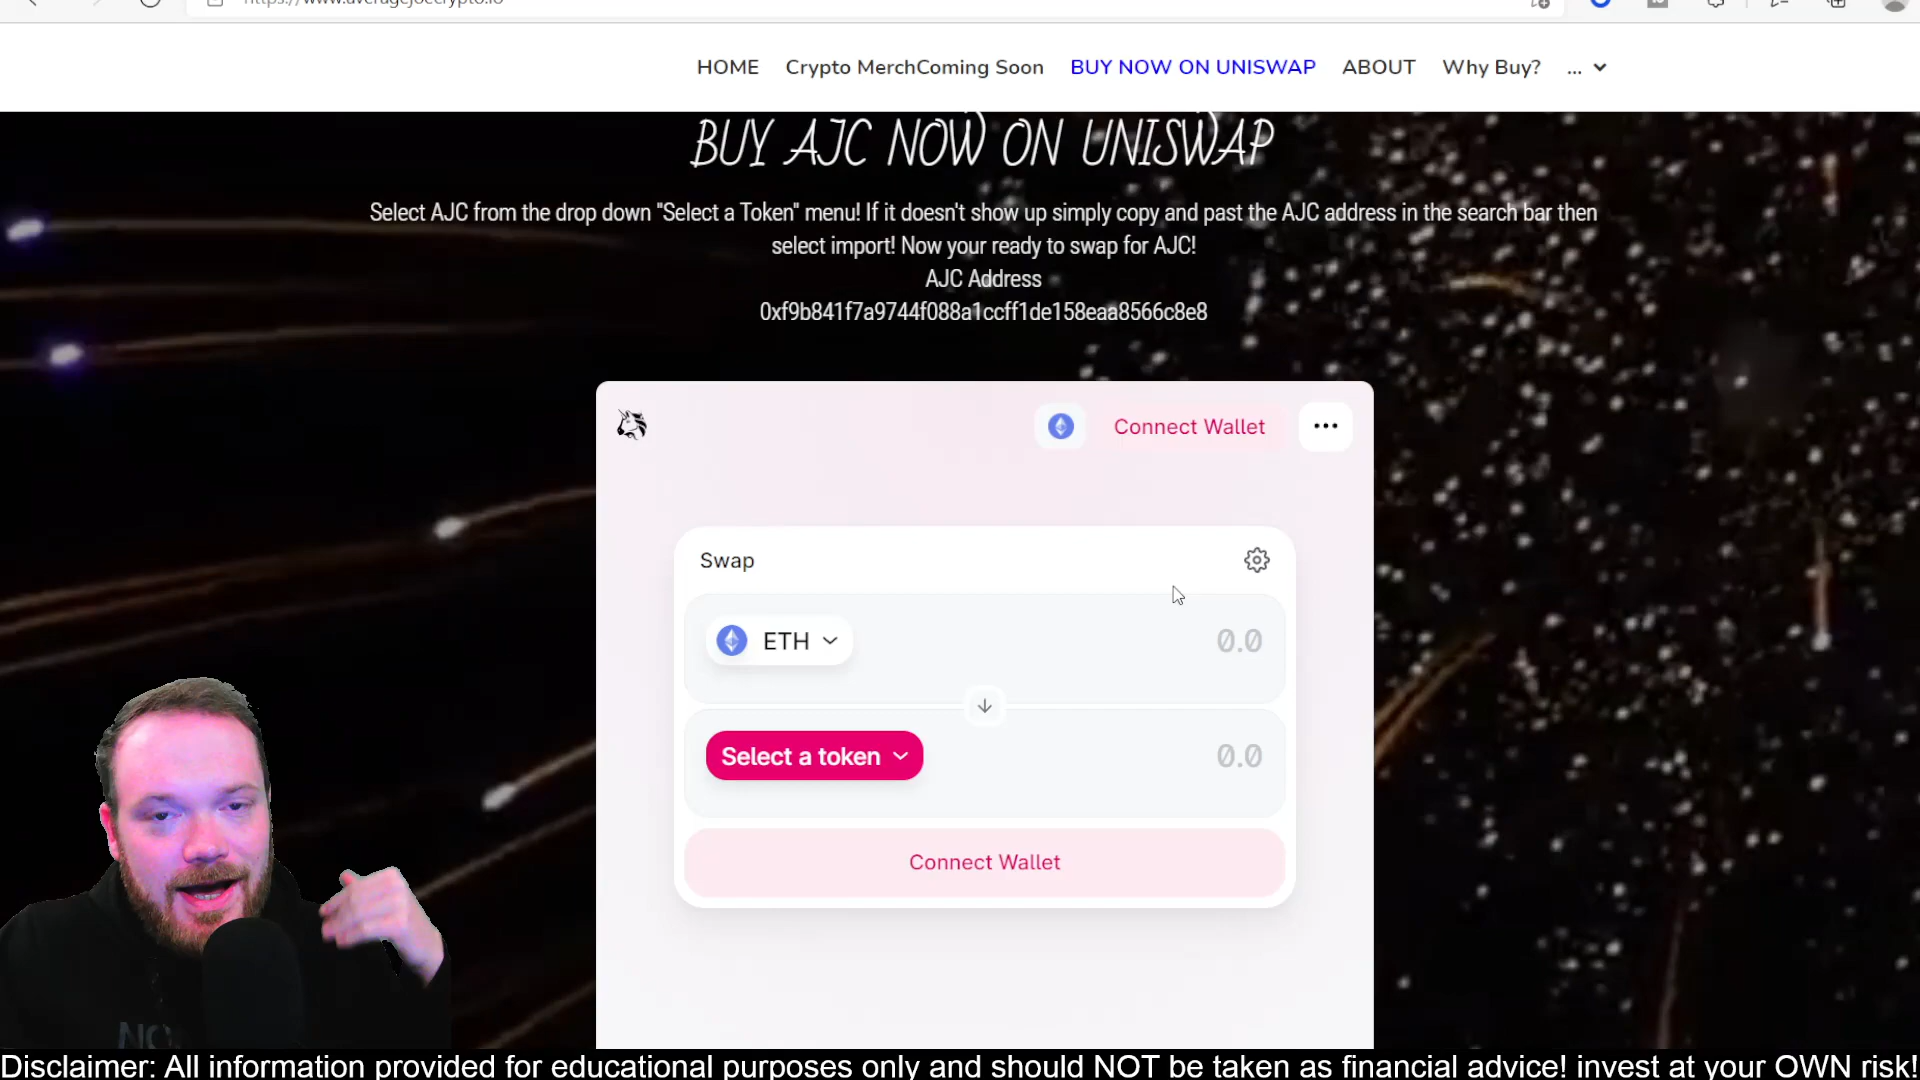 HOME Crypto MerchComing Soon BUY NOW ON UNISWAP ABOUT Why Buy? ...
BUY AJC NOW ON UNISWAP
Select AJC from the drop down "Select a Token" menu! If it doesn't show up simply copy and past the AJC address in the search bar then
select import! Now your ready to swap for AJC!
AJC Address
0xf9b841f7a9744f088a1ccff1de158eaa8566c8e8
Connect Wallet
Swap
ETH 0.0
Select a token 0.0
Connect Wallet
Disclaimer: All information provided for educational purposes only and should NOT be taken as financial advice! invest at your OWN risk!